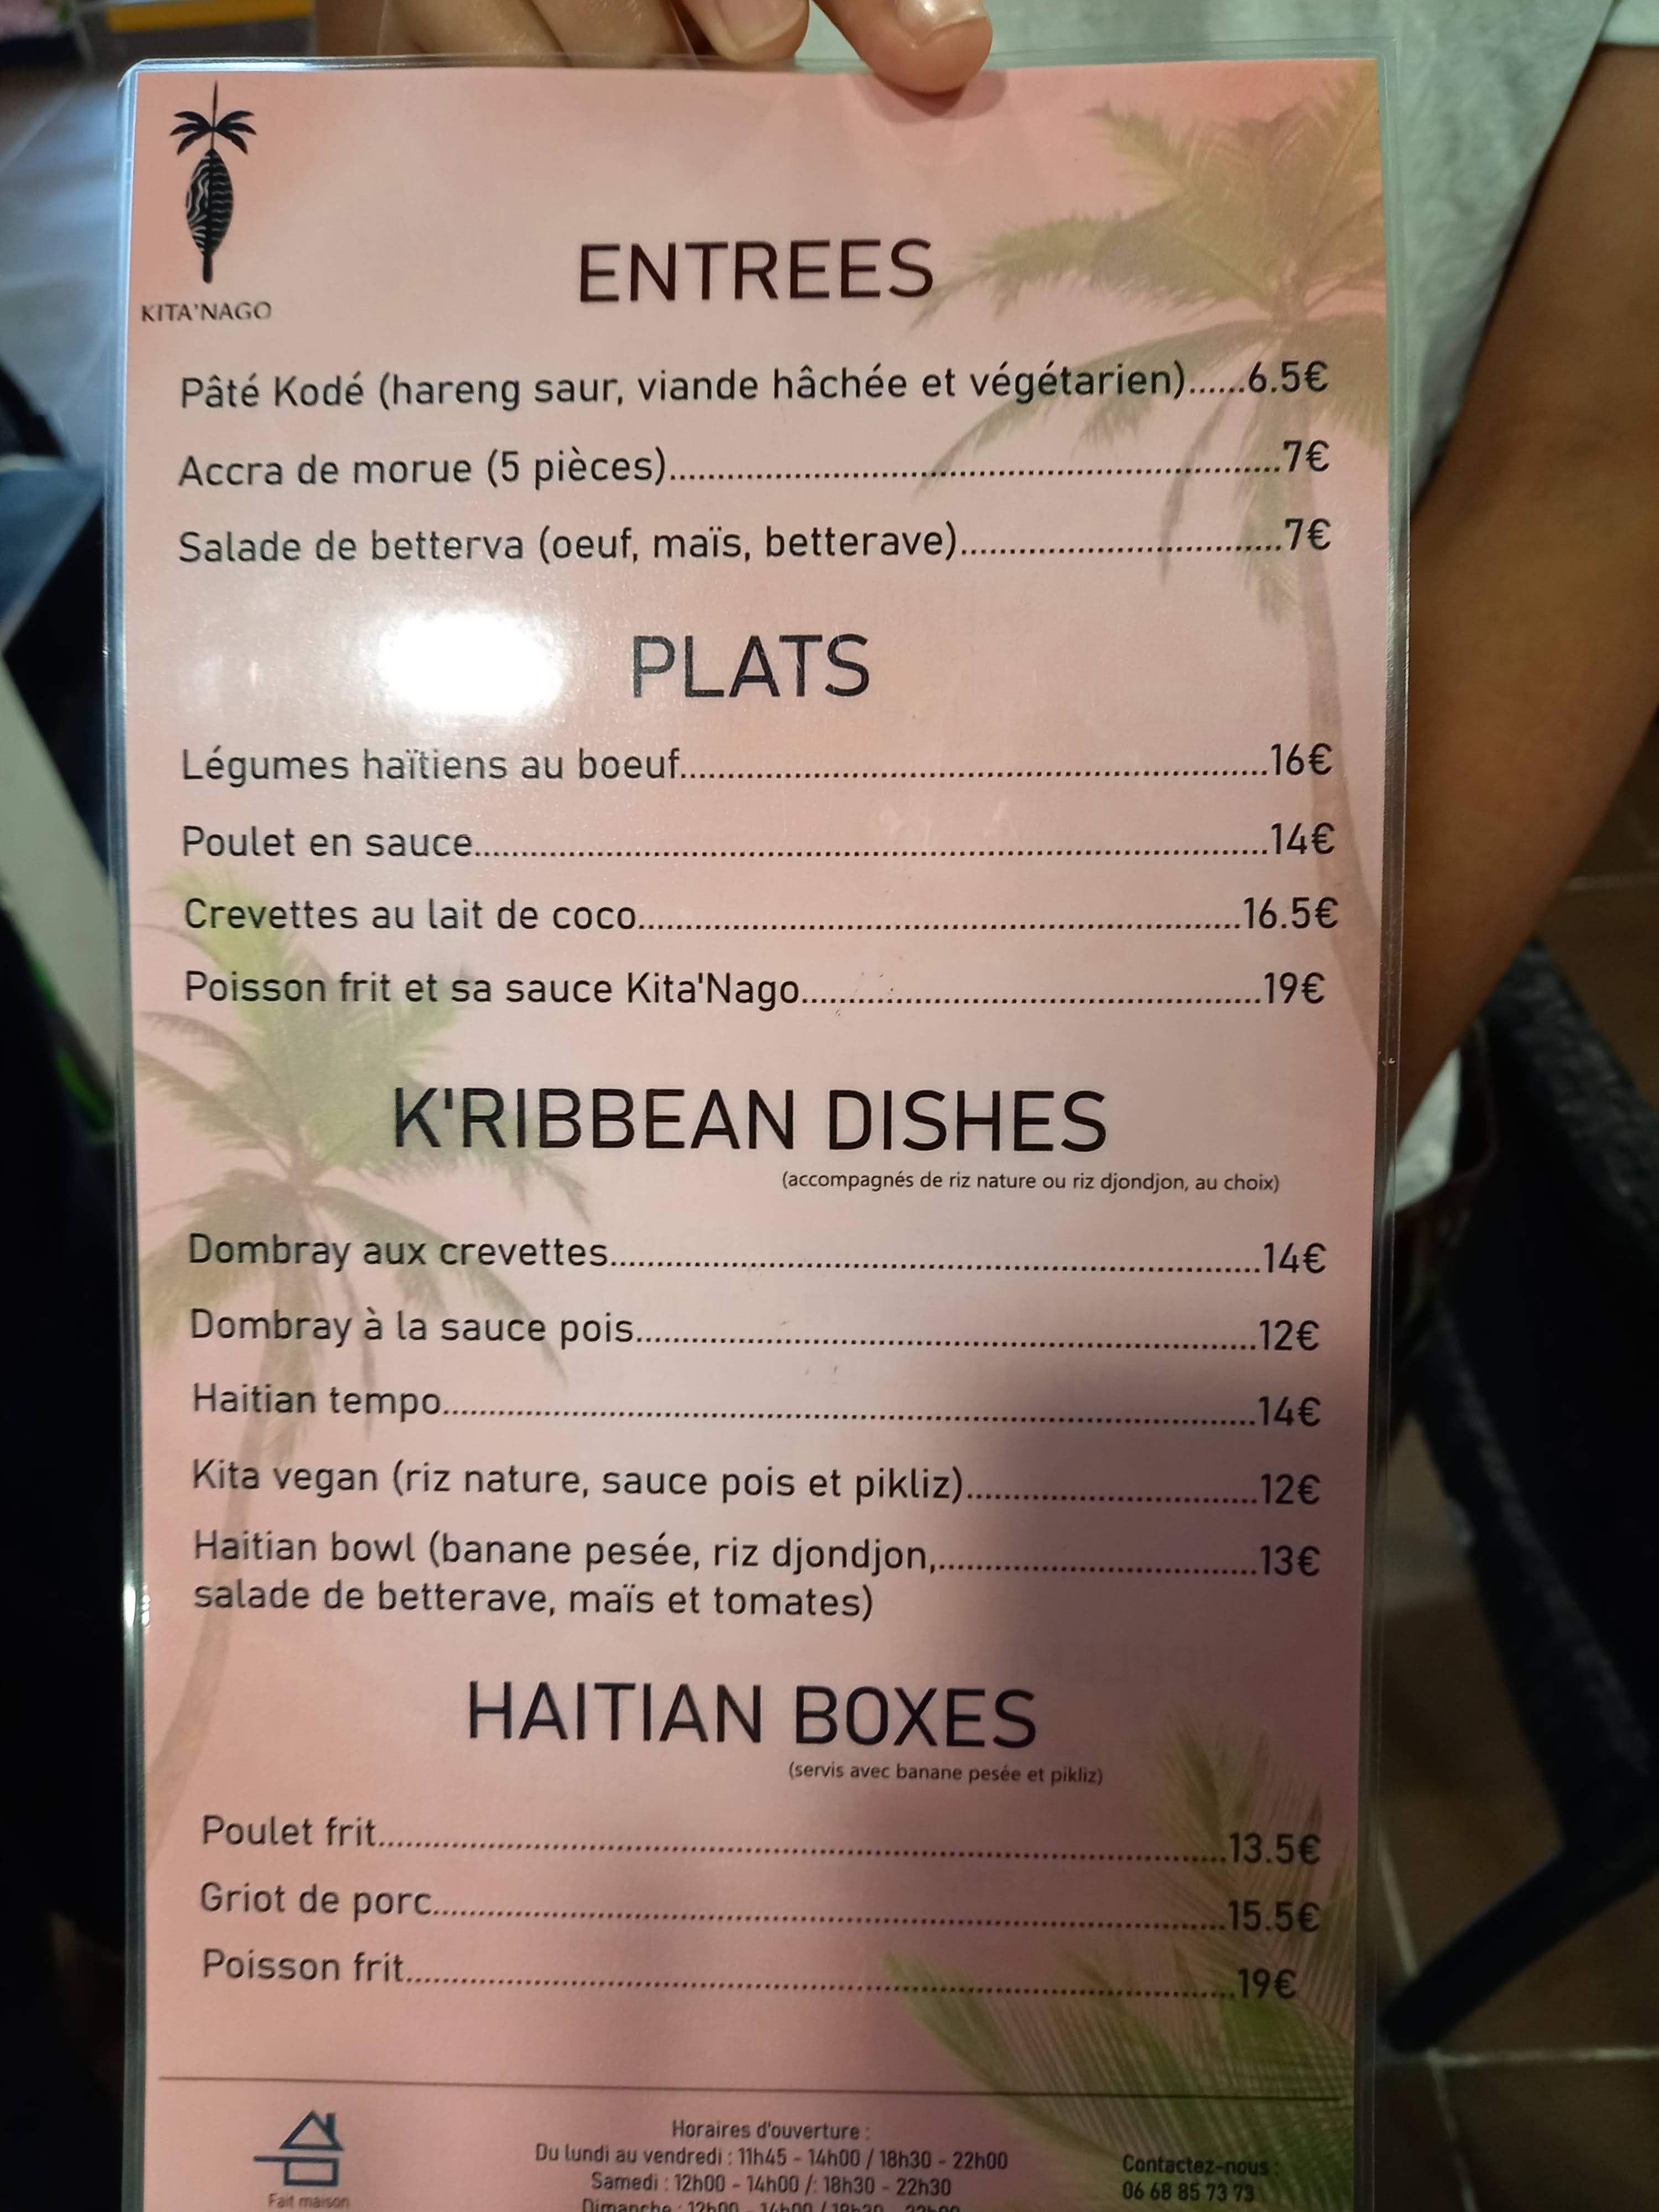 KITA'NAGO
ENTREES
Pâté Kodé (hareng saur, viande hâchée et végétarien)......6.5€
Accra de morue (5 pièces)..................................................7€
Salade de betterva (oeuf, maïs, betterave)..........................7€
PLATS
Légumes haïtiens au boeuf..................................................16€
Poulet en sauce..................................................14€
Crevettes au lait de coco..................................................16.5€
Poisson frit et sa sauce Kita'Nago..................................................19€
K'RIBBEAN DISHES
(accompagnés de riz nature ou riz djondjon, au choix)
Dombray aux crevettes..................................................14€
Dombray à la sauce pois..................................................12€
Haitian tempo..................................................14€
Kita vegan (riz nature, sauce pois et pikliz)..........................12€
Haitian bowl (banane pesée, riz djondjon,..........................13€
salade de betterave, maïs et tomates)
HAITIAN BOXES
(servis avec banane pesée et pikliz)
Poulet frit..................................................13.5€
Griot de porc..................................................15.5€
Poisson frit..................................................19€
Horaires d'ouverture :
Du lundi au vendredi : 11h45 - 14h00 / 18h30 - 22h00
Samedi : 12h00 - 14h00 /: 18h30 - 22h30
Dimanche : 12h00 - 14h00 / 18h30
Contactez-nous :
06 68 85 73 73
Fait maison